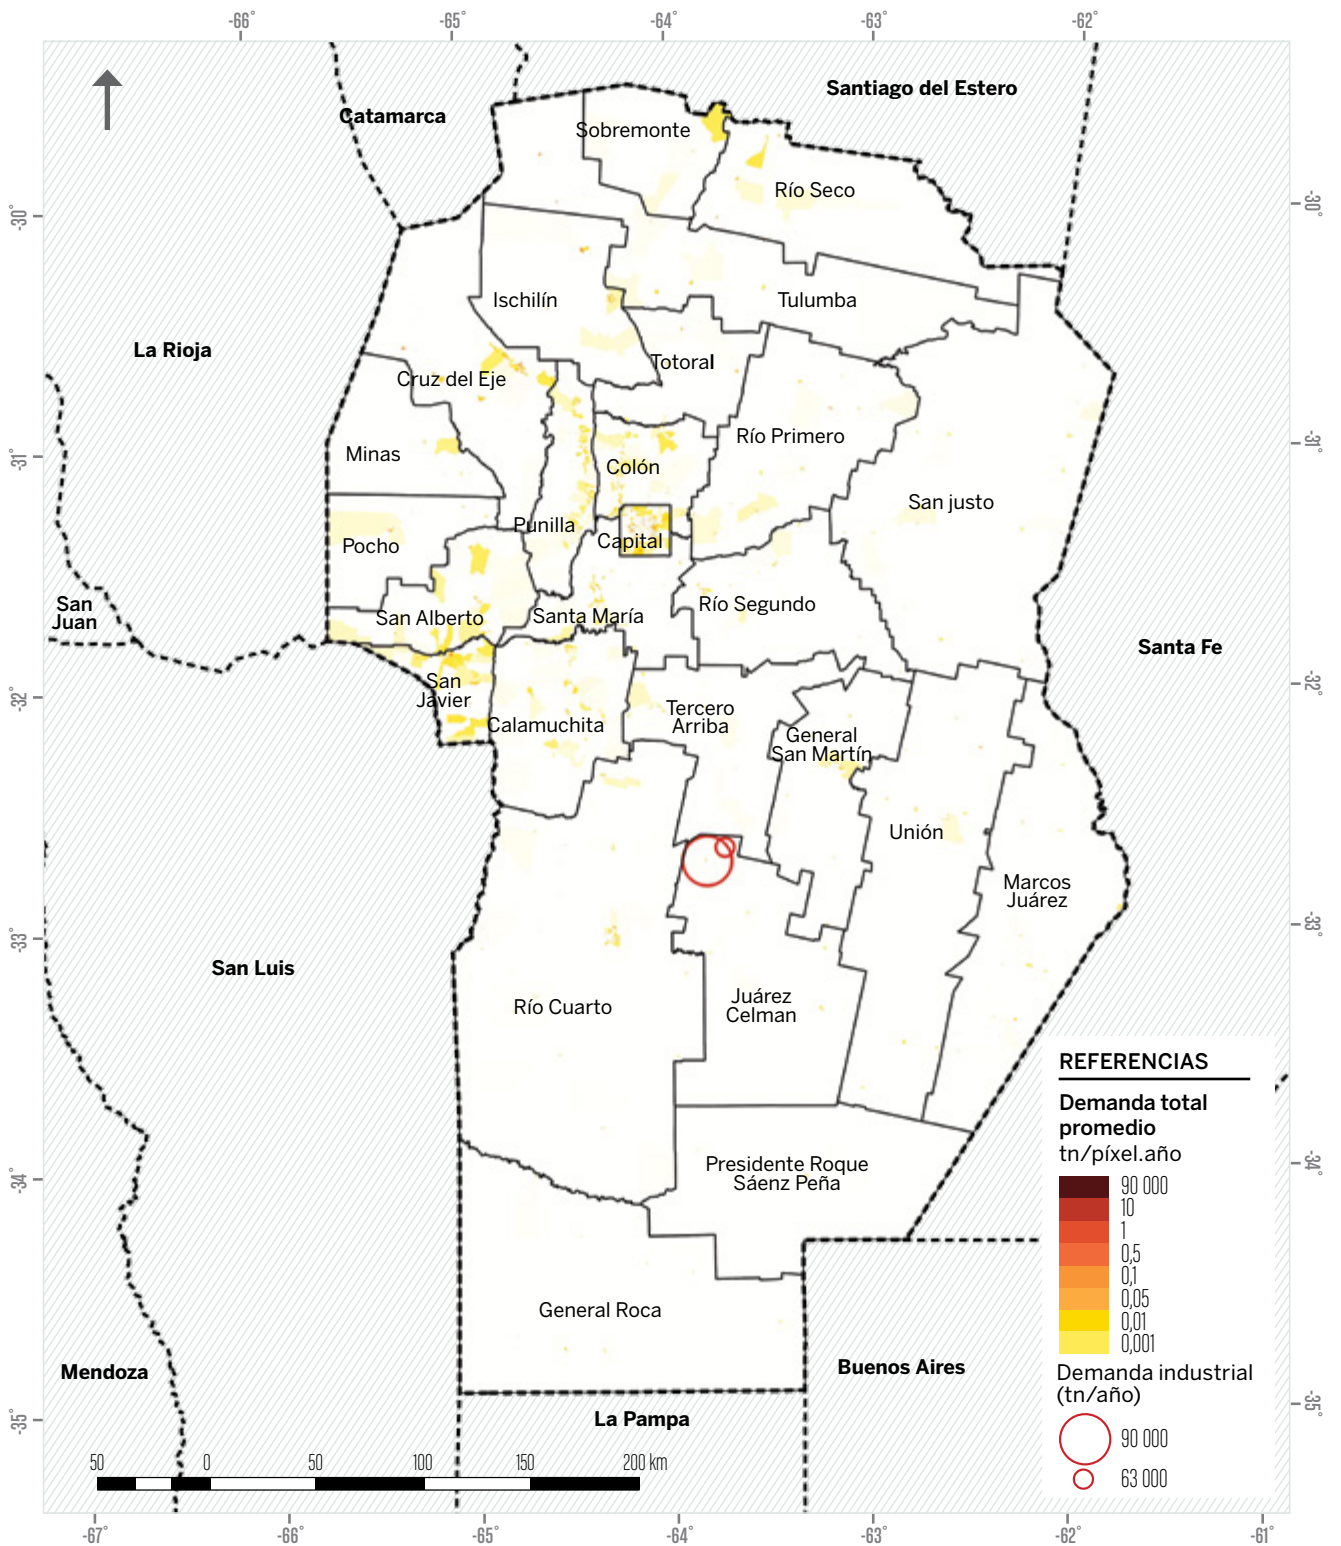 -66°
-65°
-64°
-63°
-62°
Santiago del Estero
Catamarca
Sobremonte
Río Seco
-30°
-30°
Ischilín
Tulumba
La Rioja
Totoral
Cruz del Eje
Río Primero
-31°
-31°
Minas
Colón
San justo
Punilla
Capital
Pocho
San
Juan
San Alberto
Santa María
Río Segundo
Santa Fe
-32°
-32°
San
Javier
Calamuchita
Tercero
Arriba
General
San Martín
Unión
Marcos
Juárez
-33°
-33°
San Luis
Río Cuarto
Juárez
Celman
REFERENCIAS
Demanda total
promedio
tn/píxel.año
90 000
10
1
0,5
0,1
0,05
0,01
0,001
Demanda industrial
(tn/año)
90 000
63 000
-34°
-34°
Presidente Roque
Sáenz Peña
General Roca
Mendoza
Buenos Aires
La Pampa
-35°
-35°
50
0
50
100
150
200 km
-67°
-66°
-65°
-64°
-63°
-62°
-61°